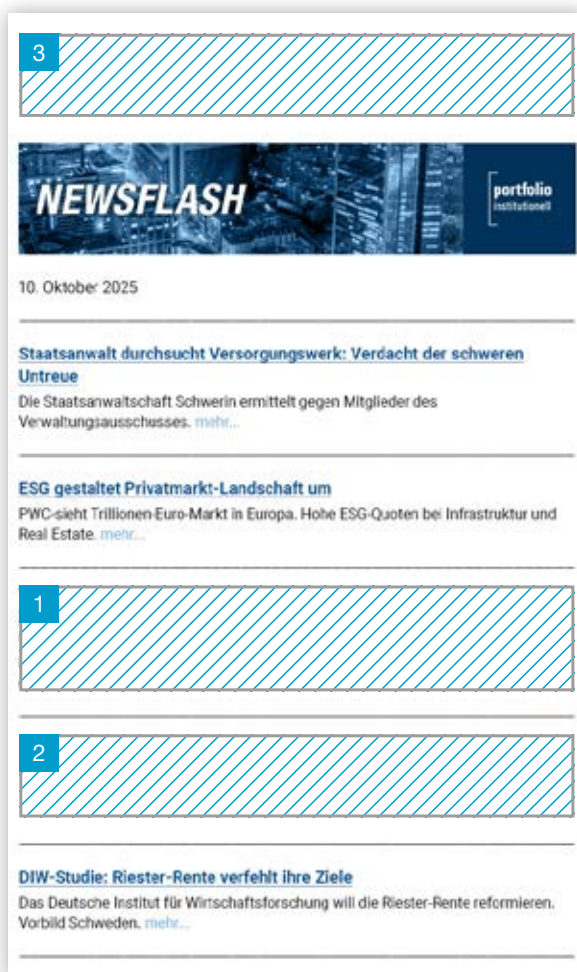 3
NEWSFLASH
portfolio
institutionell
10. Oktober 2025
Staatsanwalt durchsucht Versorgungswerk: Verdacht der schweren
Untreue
Die Staatsanwaltschaft Schwerin ermittelt gegen Mitglieder des
Verwaltungsausschusses. mehr...
ESG gestaltet Privatmarkt-Landschaft um
PWC-sieht Trillionen-Euro-Markt in Europa. Hohe ESG-Quoten bei Infrastruktur und
Real Estate. mehr...
1
2
DIW-Studie: Riester-Rente verfehlt ihre Ziele
Das Deutsche Institut für Wirtschaftsforschung will die Riester-Rente reformieren.
Vorbild Schweden. mehr...